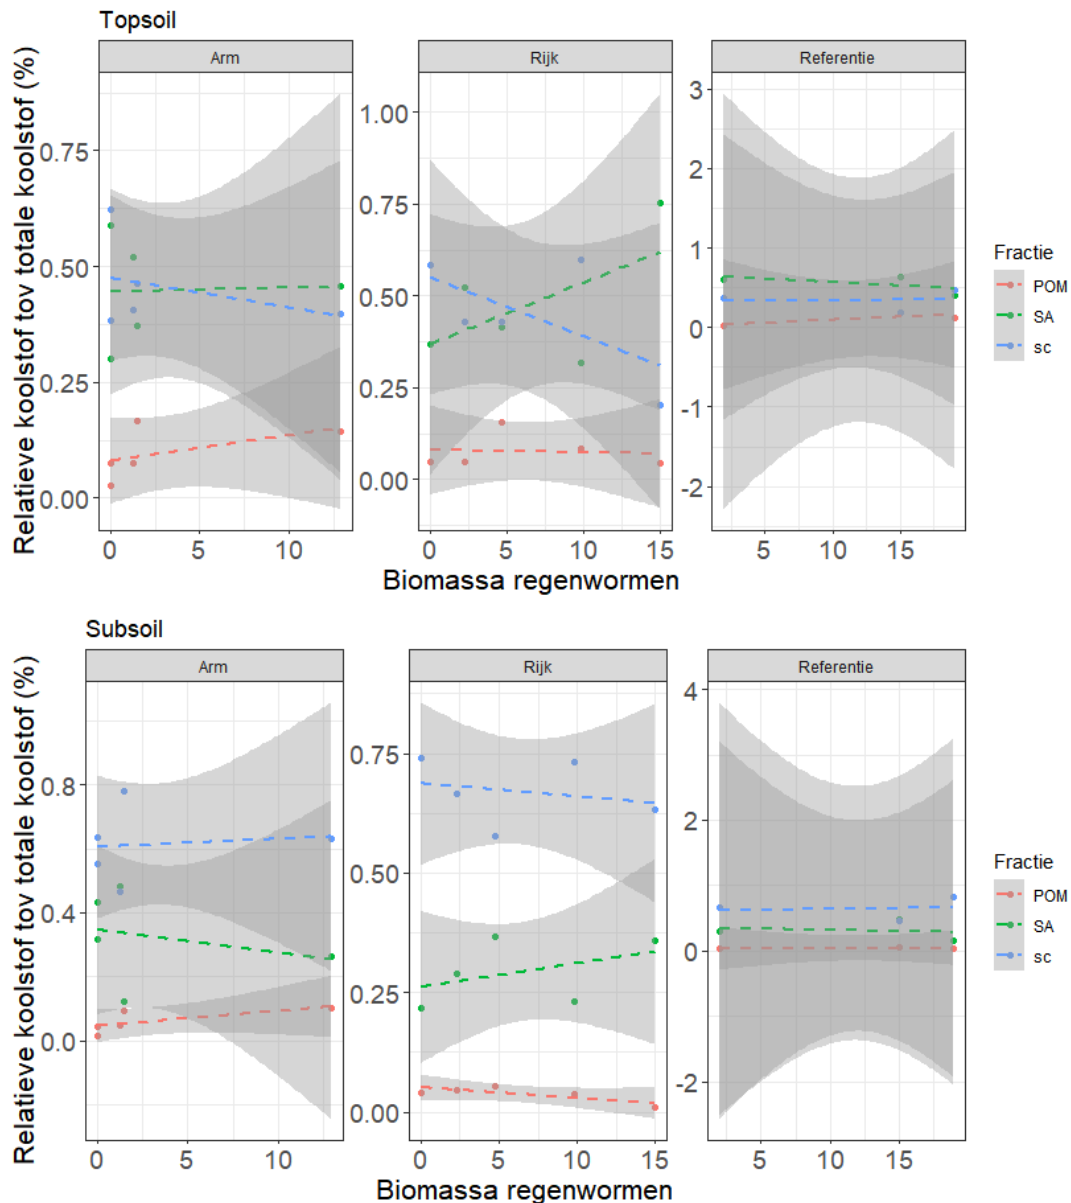 Topsoil
Arm
Rijk
Referentie
Relatieve koolstof tov totale koolstof (%)
0.75
0.50
0.25
0.00
1.00
0.75
0.50
0.25
0.00
3
2
1
0
-1
-2
0
5
10
0
5
10
15
5
10
15
Biomassa regenwormen
Fractie
POM
SA
sc
Subsoil
Arm
Rijk
Referentie
Relatieve koolstof tov totale koolstof (%)
0.8
0.4
0.0
0.75
0.50
0.25
0.00
4
2
0
-2
0
5
10
0
5
10
15
5
10
15
Biomassa regenwormen
Fractie
POM
SA
sc